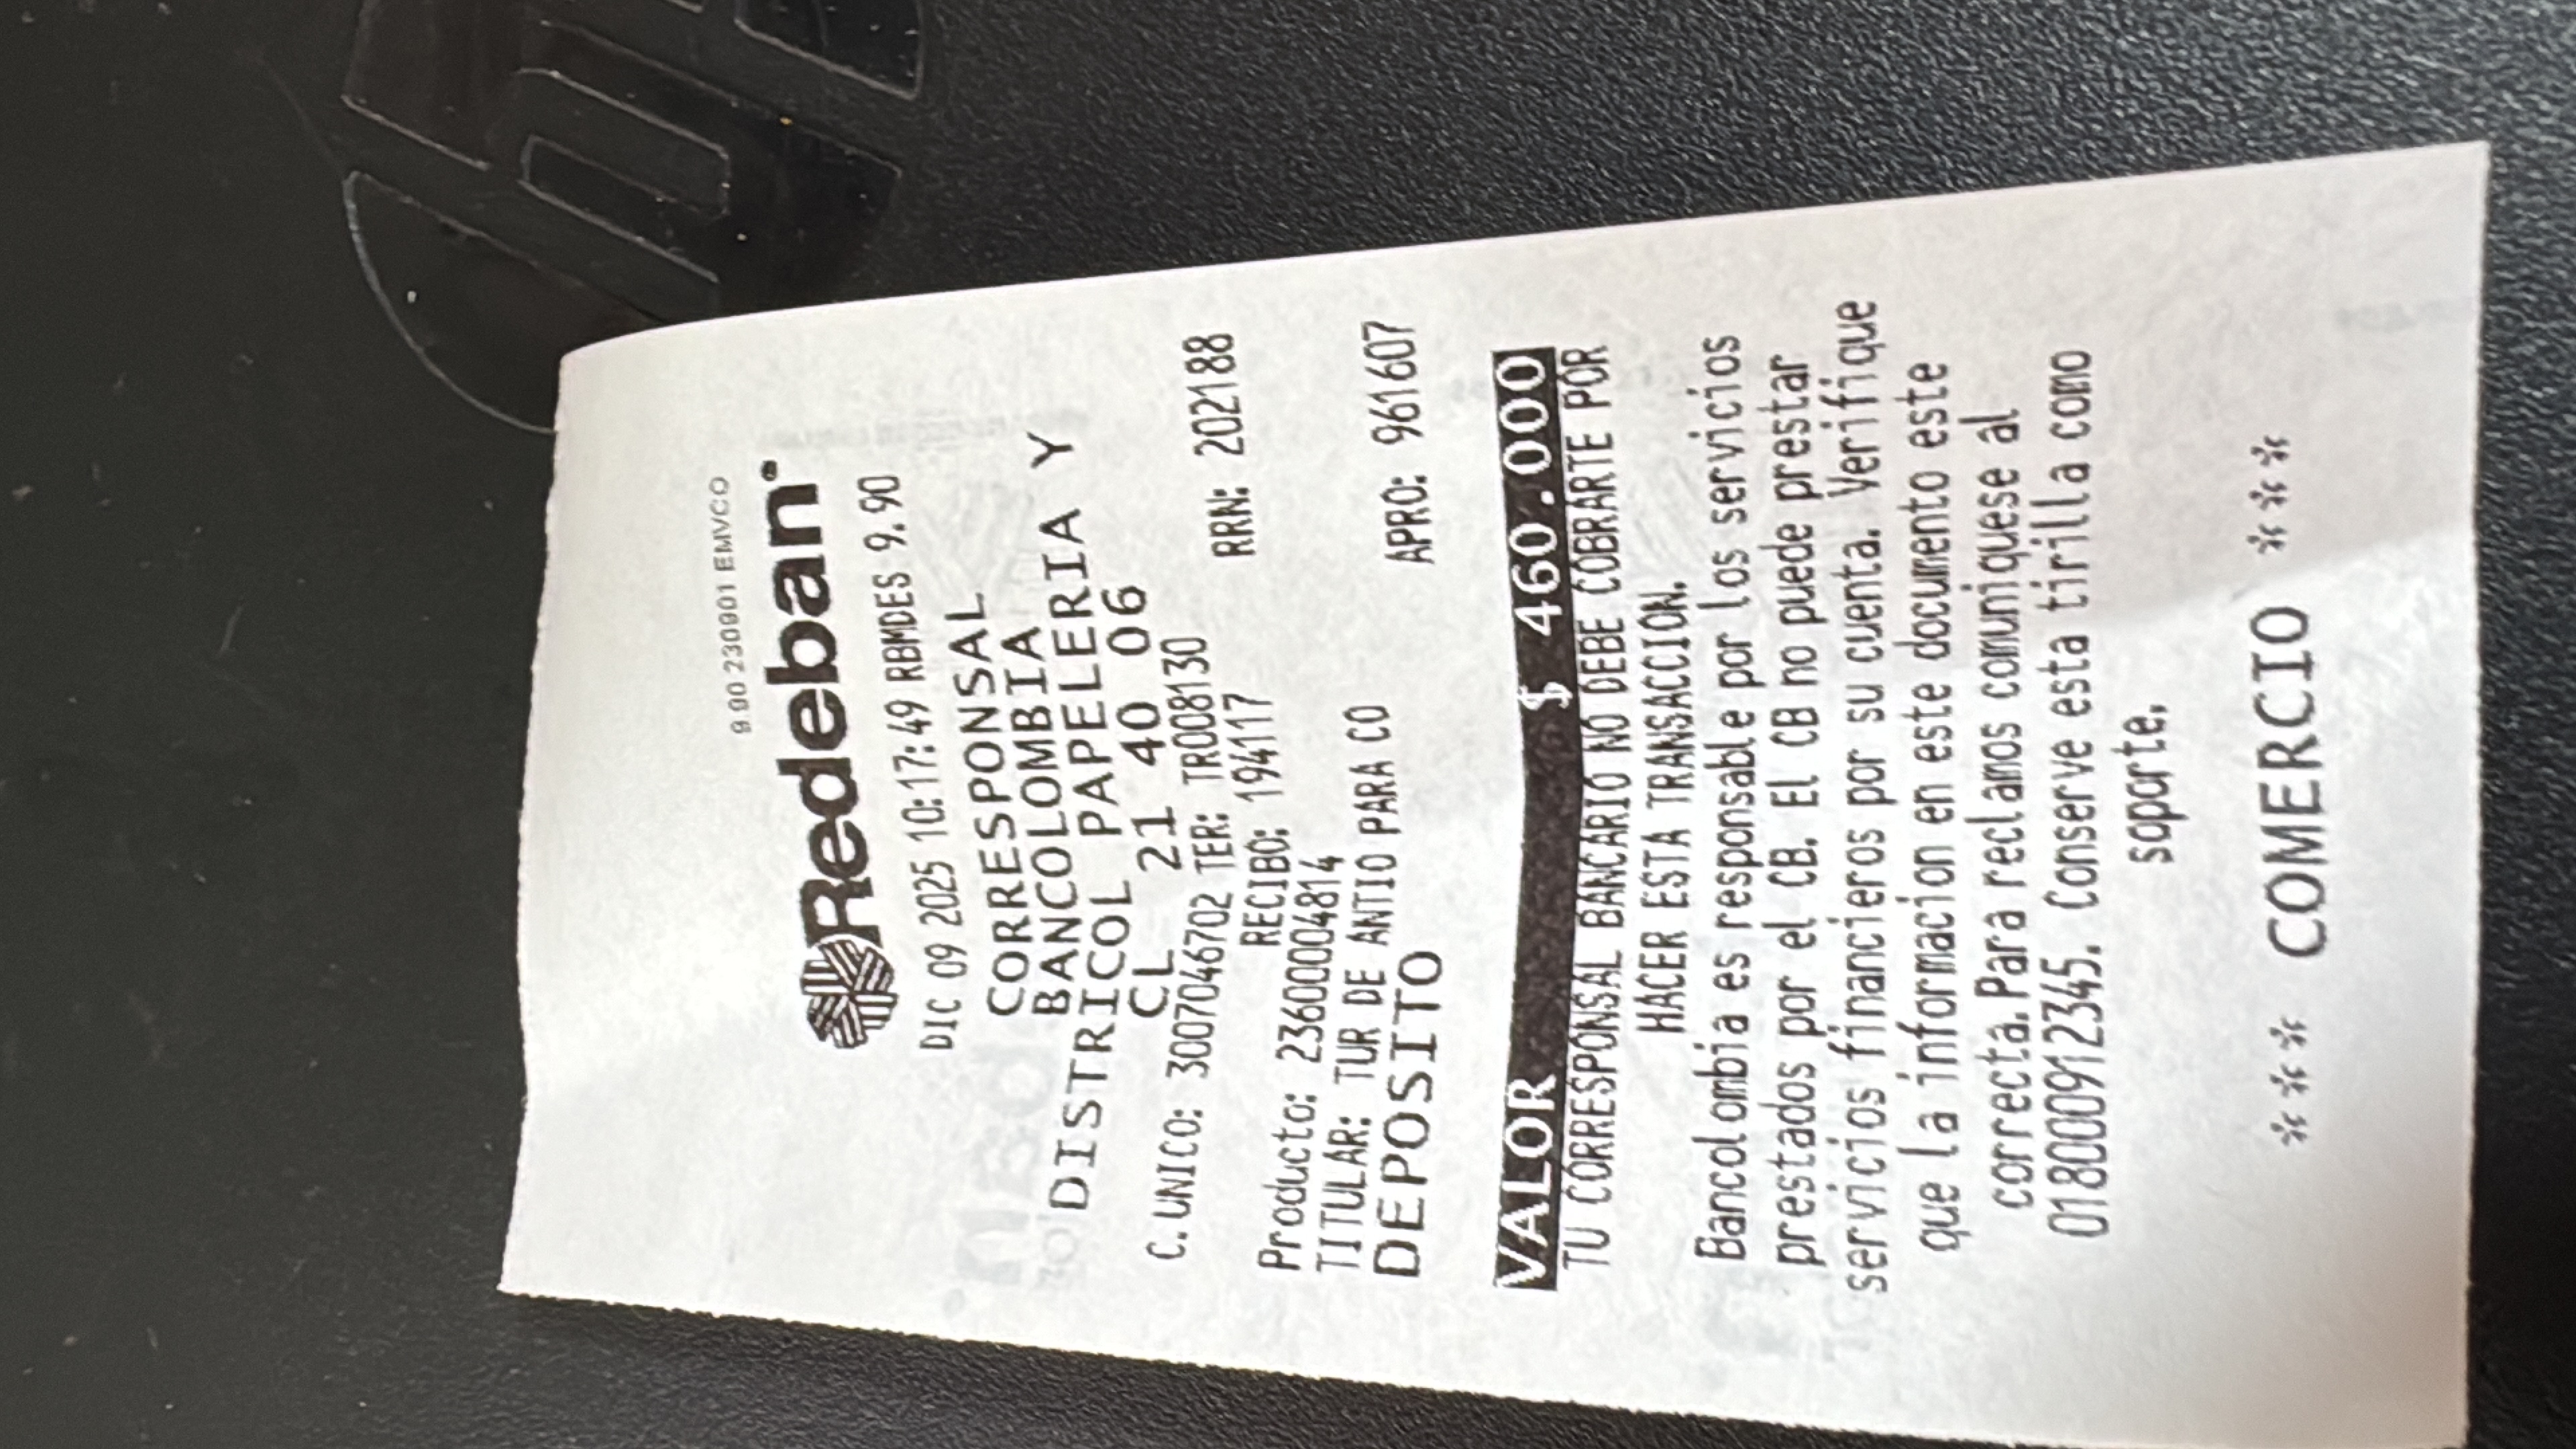 9.90 230901 EMVCO
Redeban
DIC 09 2025 10:17:49 RBMDES 9.90
CORRESPONSAL
BANCOLOMBIA
DISTRICOL PAPELERIA Y
CL 21 40 06
C.UNICO: 3007046702 TER: TR008130
RECIBO: 194117 RRN: 202188
Producto: 23600004814
TITULAR: TUR DE ANTIO PARA CO
DEPOSITO APRO: 961607
VALOR $ 460.000
TU CORRESPONSAL BANCARIO NO DEBE COBRARTE POR
HACER ESTA TRANSACCION.
Bancolombia es responsable por los servicios
prestados por el CB. El CB no puede prestar
servicios financieros por su cuenta. Verifique
que la informacion en este documento este
correcta.Para reclamos comuniquese al
018000912345. Conserve esta tirilla como
soporte.
*** COMERCIO ***